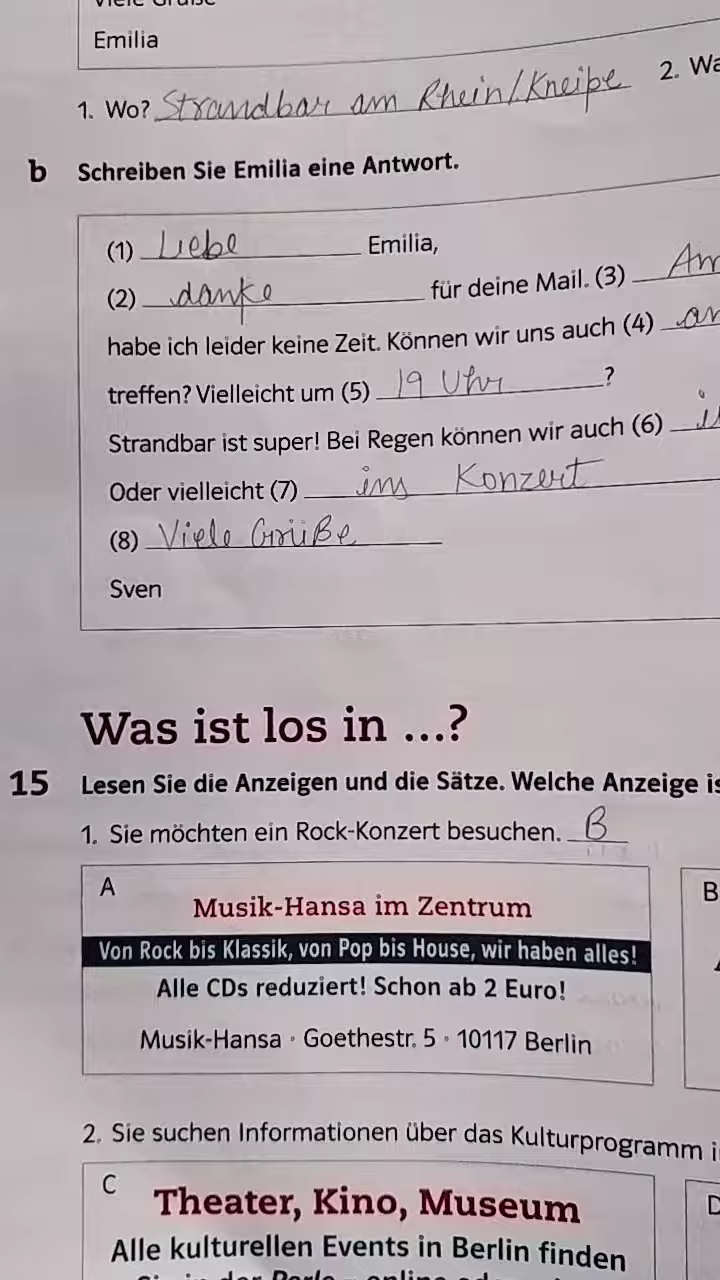 Viele Grüße
Emilia
1. Wo? Strandbar am Rhein/Kneipe 2.
b Schreiben Sie Emilia eine Antwort.
(1) Liebe Emilia,
(2) danke für deine Mail. (3)
habe ich leider keine Zeit. Können wir uns auch (4)
treffen? Vielleicht um (5) 19 Uhr ?
Strandbar ist super! Bei Regen können wir auch (6)
Oder vielleicht (7) ins Konzert
(8) Viele Grüße
Sven
Was ist los in ...?
15 Lesen Sie die Anzeigen und die Sätze. Welche Anzeige
1. Sie möchten ein Rock-Konzert besuchen. B
A
B
Musik-Hansa im Zentrum
Von Rock bis Klassik, von Pop bis House, wir haben alles!
Alle CDs reduziert! Schon ab 2 Euro!
Musik-Hansa · Goethestr. 5 · 10117 Berlin
2. Sie suchen Informationen über das Kulturprogramm
C
D
Theater, Kino, Museum
Alle kulturellen Events in Berlin finden